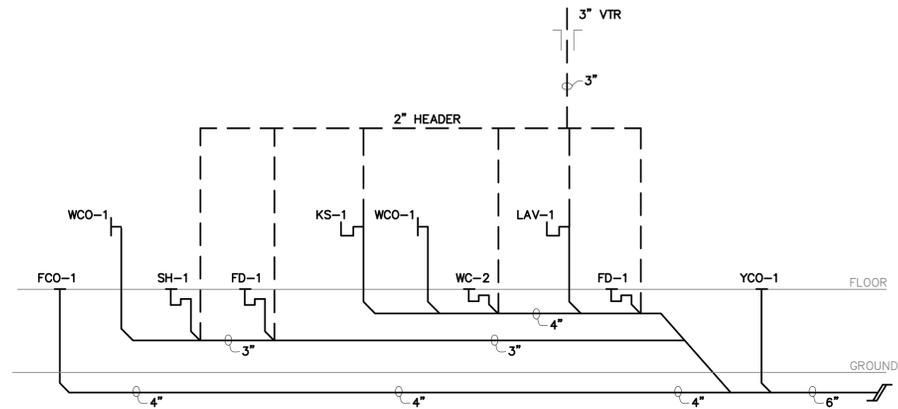 3" VTR
3"
2" HEADER
WCO-1
KS-1
WCO-1
LAV-1
FCO-1
SH-1
FD-1
WC-2
FD-1
YCO-1
FLOOR
4"
3"
3"
GROUND
4"
4"
4"
6"